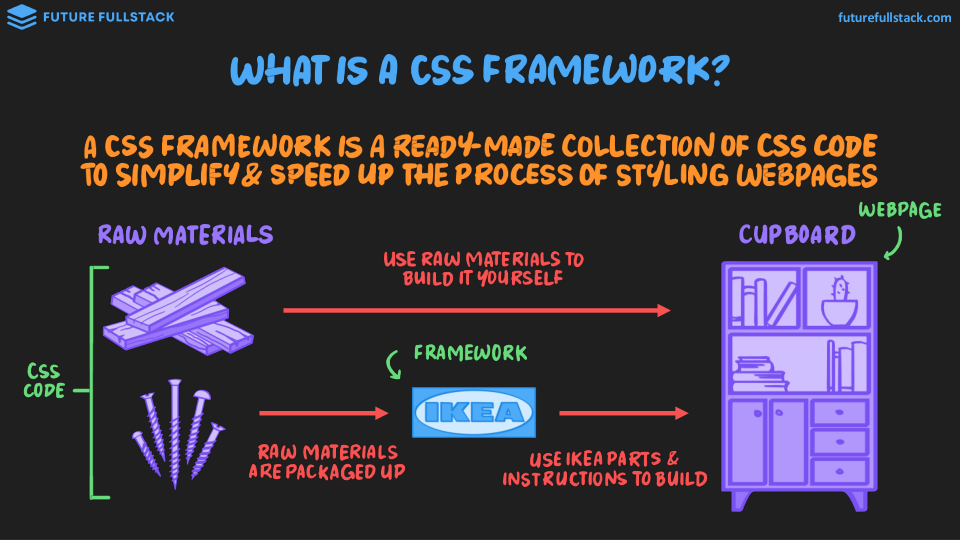 FUTURE FULLSTACK
futurefullstack.com
WHAT IS A CSS FRAMEWORK?
A CSS FRAMEWORK IS A READY-MADE COLLECTION OF CSS CODE
TO SIMPLIFY & SPEED UP THE PROCESS OF STYLING WEBPAGES
WEBPAGE
RAW MATERIALS
CUPBOARD
USE RAW MATERIALS TO
BUILD IT YOURSELF
FRAMEWORK
CSS
CODE
IKEA
RAW MATERIALS
ARE PACKAGED UP
USE IKEA PARTS &
INSTRUCTIONS TO BUILD